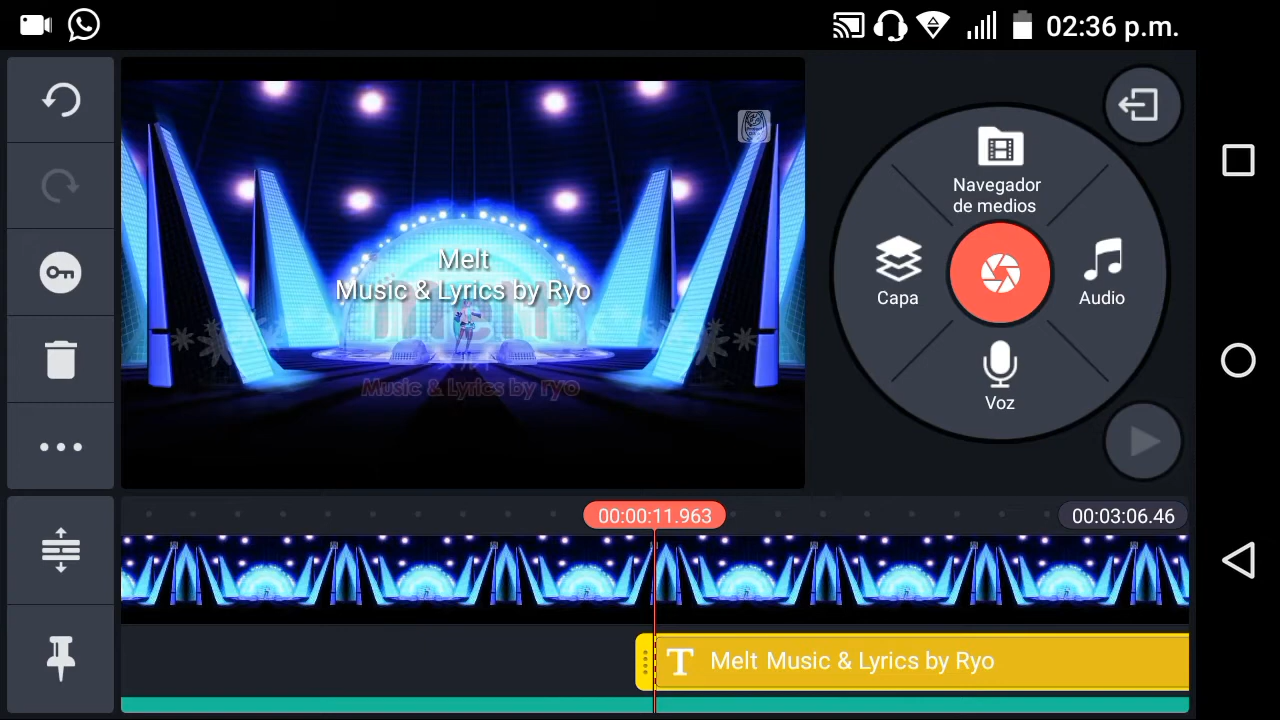 02:36 p.m.
Melt
Music & Lyrics by Ryo
Music & Lyrics by ryo
Navegador
de medios
Capa
Audio
Voz
00:00:11.963
00:03:06.46
Melt Music & Lyrics by Ryo